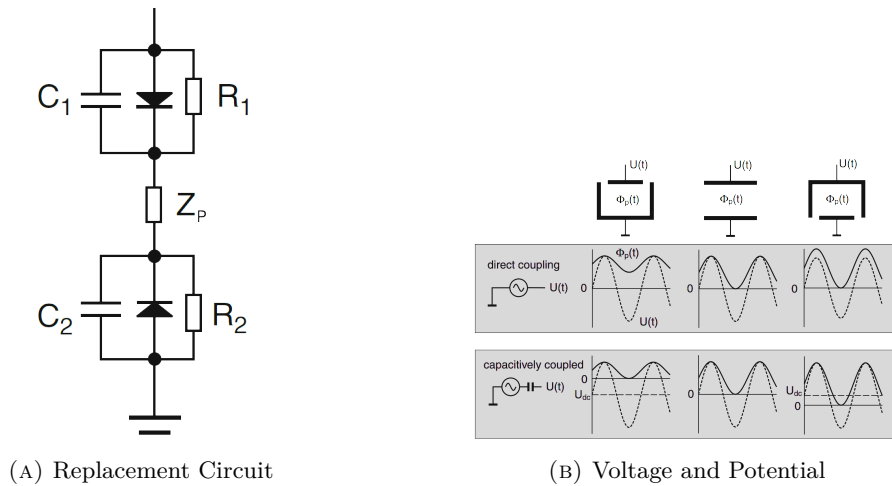 C1
R1
ZP
C2
R2
(A) Replacement Circuit
U(t) U(t) U(t)
Φp(t) Φp(t) Φp(t)
direct coupling
U(t)
0
Φp(t)
U(t)
0
0
capacitively coupled
U(t)
0
Udc
0
Udc
0
(B) Voltage and Potential